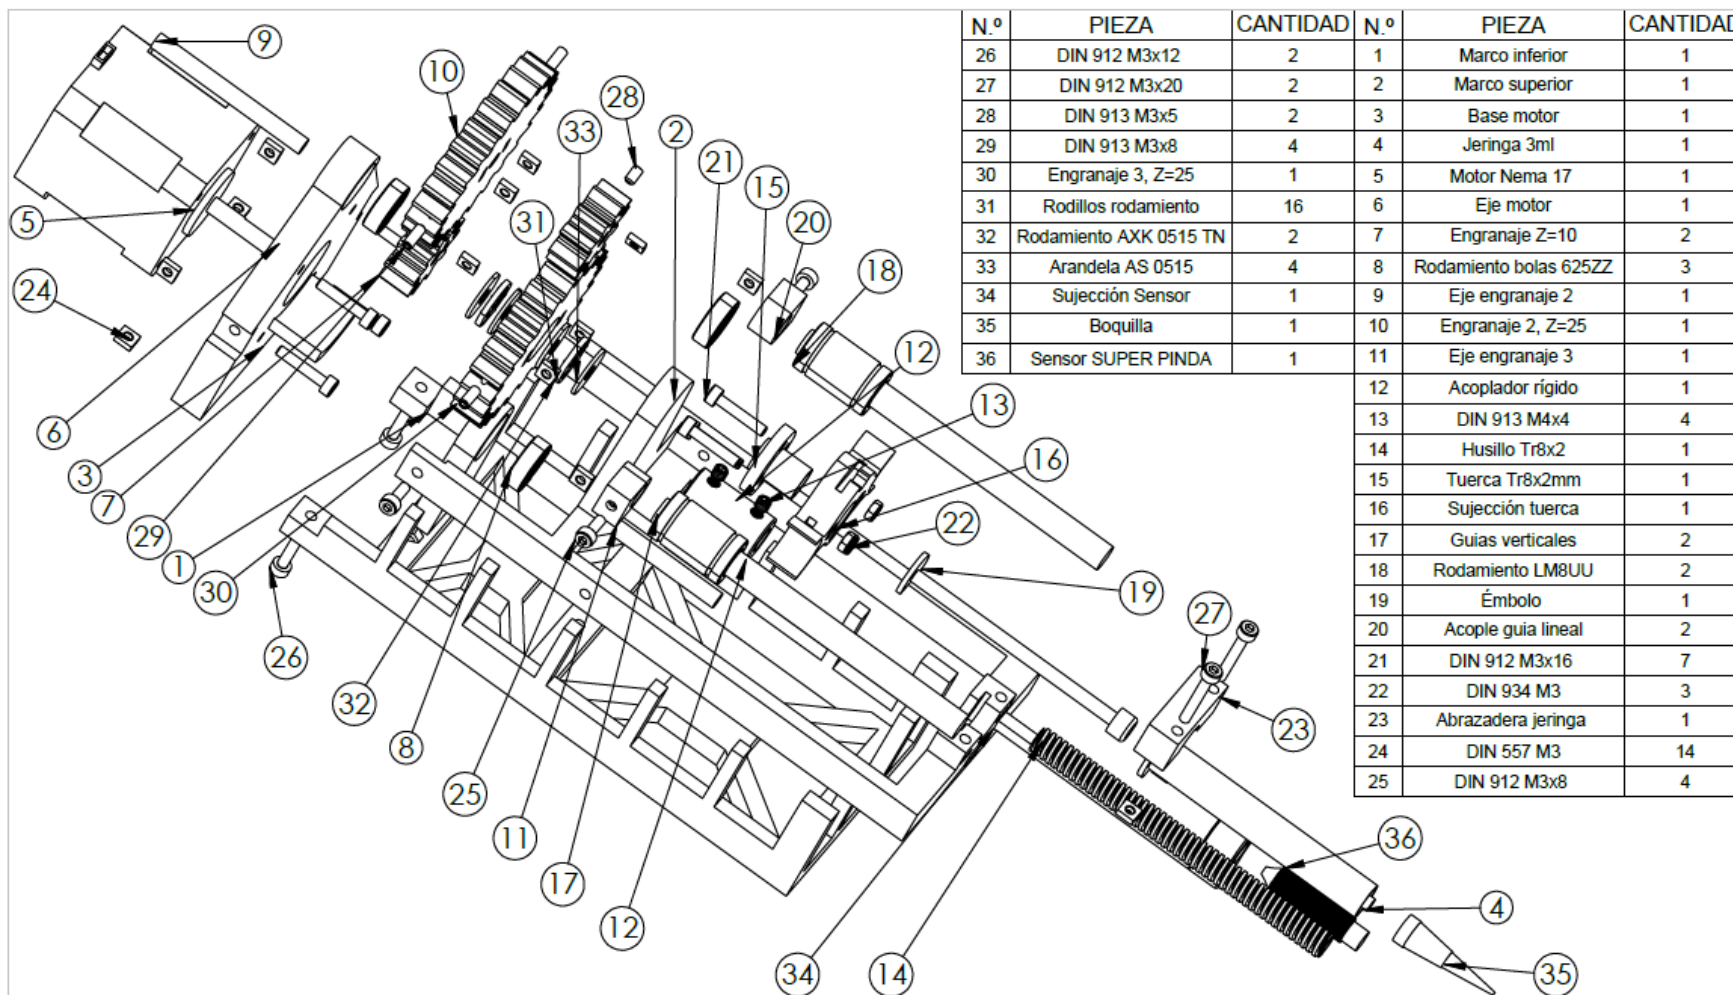 N.º PIEZA CANTIDAD N.º PIEZA CANTIDAD
26 DIN 912 M3x12 2 1 Marco inferior 1
27 DIN 912 M3x20 2 2 Marco superior 1
28 DIN 913 M3x5 2 3 Base motor 1
29 DIN 913 M3x8 4 4 Jeringa 3ml 1
30 Engranaje 3, Z=25 1 5 Motor Nema 17 1
31 Rodillos rodamiento 16 6 Eje motor 1
32 Rodamiento AXK 0515 TN 2 7 Engranaje Z=10 2
33 Arandela AS 0515 4 8 Rodamiento bolas 625ZZ 3
34 Sujección Sensor 1 9 Eje engranaje 2 1
35 Boquilla 1 10 Engranaje 2, Z=25 1
36 Sensor SUPER PINDA 1 11 Eje engranaje 3 1
12 Acoplador rígido 1
13 DIN 913 M4x4 4
14 Husillo Tr8x2 1
15 Tuerca Tr8x2mm 1
16 Sujección tuerca 1
17 Guias verticales 2
18 Rodamiento LM8UU 2
19 Émbolo 1
20 Acople guia lineal 2
21 DIN 912 M3x16 7
22 DIN 934 M3 3
23 Abrazadera jeringa 1
24 DIN 557 M3 14
25 DIN 912 M3x8 4
9
10
28
33
2
21
15
31
20
5
18
24
12
13
6
16
3
7
22
29
1
30
19
27
26
32
23
8
25
11
36
17
4
12
34
14
35